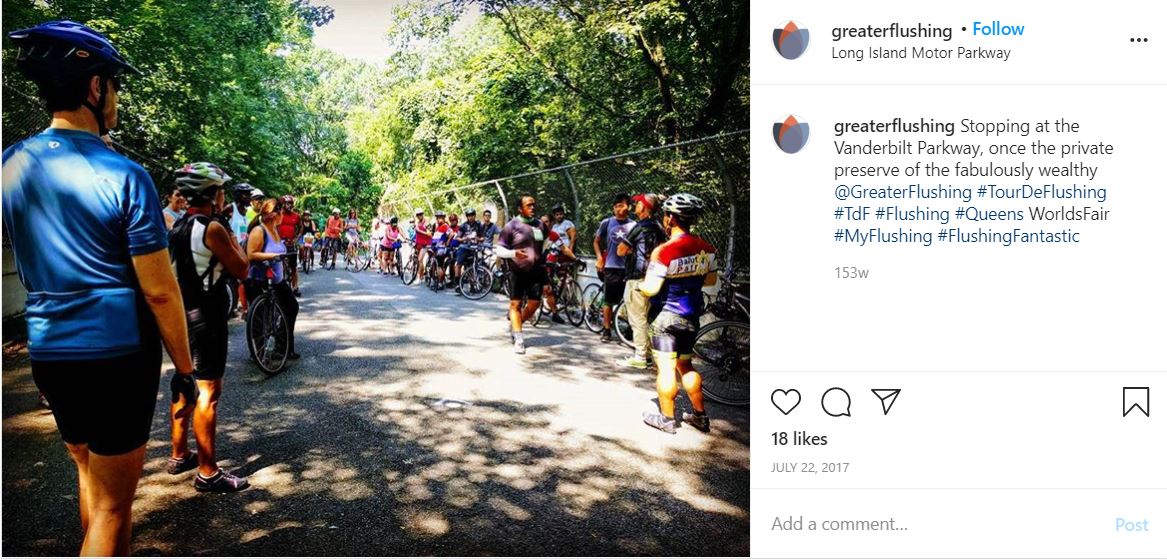 greaterflushing • Follow
Long Island Motor Parkway
greaterflushing Stopping at the
Vanderbilt Parkway, once the private
preserve of the fabulously wealthy
@GreaterFlushing #TourDeFlushing
#TdF #Flushing #Queens WorldsFair
#MyFlushing #FlushingFantastic
153w
18 likes
JULY 22, 2017
Add a comment...
Post